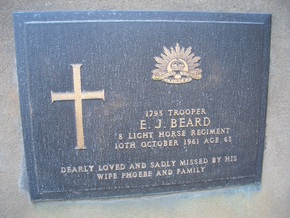 1795 TROOPER
E. J. BEARD
8 LIGHT HORSE REGIMENT
10TH OCTOBER 1961 AGE 65
DEARLY LOVED AND SADLY MISSED BY HIS
WIFE PHOEBE AND FAMILY